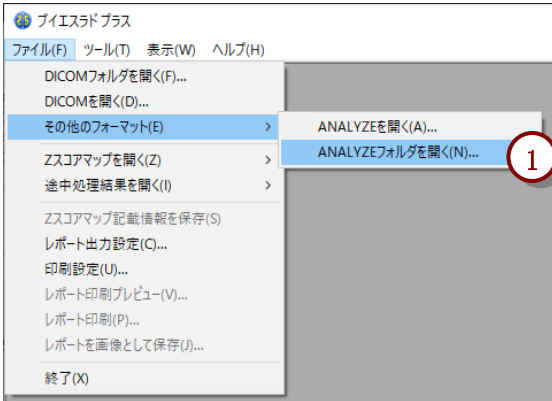 ブイエスラド プラス
ファイル(F) ツール(T) 表示(W) ヘルプ(H)
DICOMフォルダを開く(F)...
DICOMを開く(D)...
その他のフォーマット(E) >
ANALYZEを開く(A)...
ANALYZEフォルダを開く(N)...
1
Zスコアマップを開く(Z) >
途中処理結果を開く(I) >
Zスコアマップ記載情報を保存(S)
レポート出力設定(C)...
印刷設定(U)...
レポート印刷プレビュー(V)...
レポート印刷(P)...
レポートを画像として保存(J)...
終了(X)